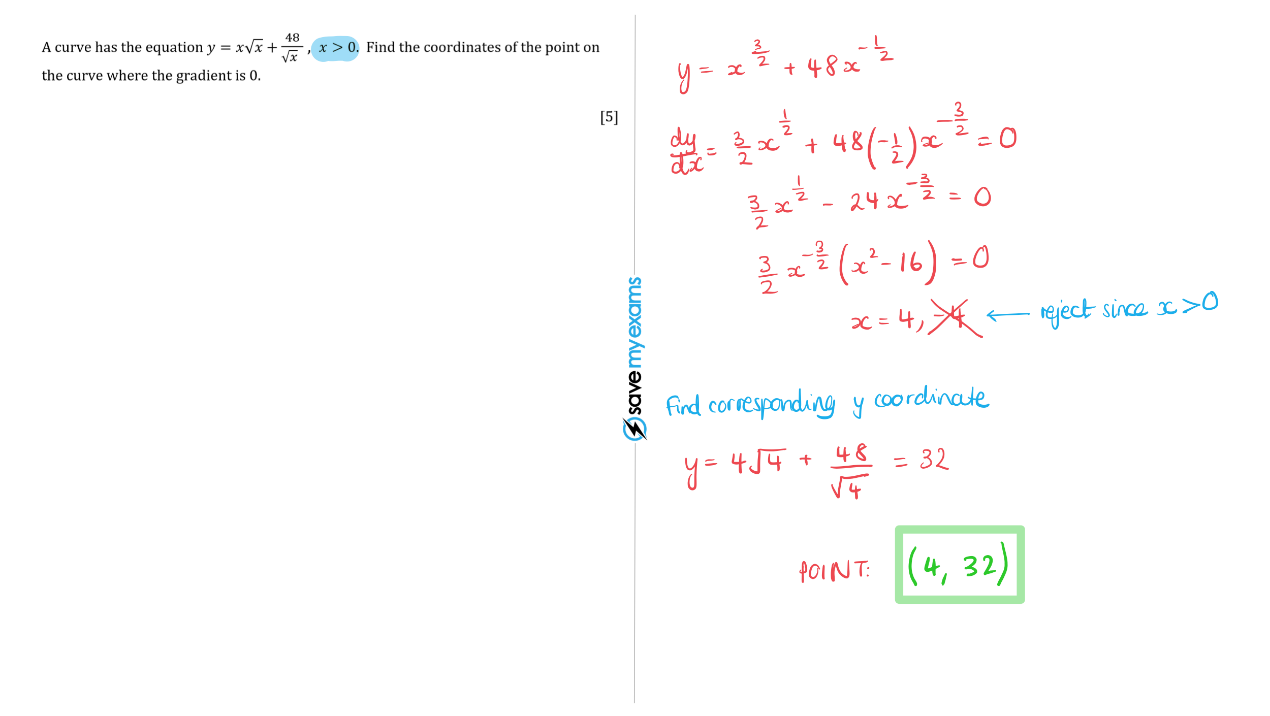 A curve has the equation y = x√x + 48/√x , x > 0. Find the coordinates of the point on
the curve where the gradient is 0.
[5]
savemyexams
y = x^(3/2) + 48x^(-1/2)
dy/dx = 3/2 x^(1/2) + 48(-1/2)x^(-3/2) = 0
3/2 x^(1/2) - 24x^(-3/2) = 0
3/2 x^(-3/2) (x² - 16) = 0
x = 4, -4 ← reject since x > 0
Find corresponding y coordinate
y = 4√4 + 48/√4 = 32
POINT: (4, 32)